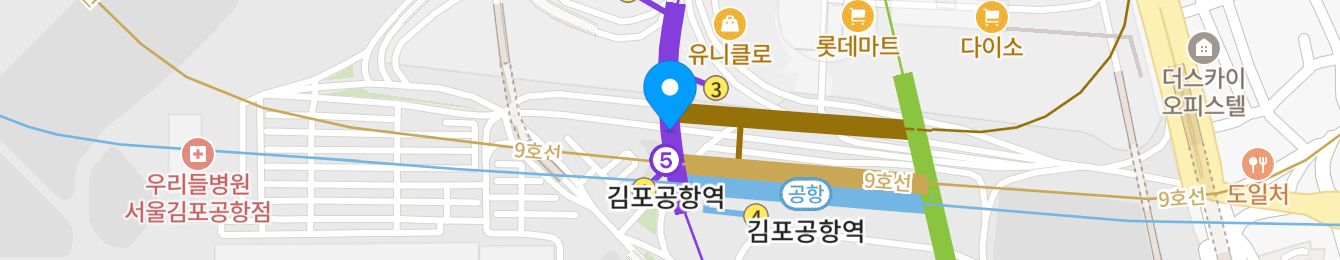 유니클로
롯데마트
다이소
더스카이
오피스텔
3
9호선
5
우리들병원
서울김포공항점
김포공항역
공항
9호선
4
김포공항역
9호선
도일처